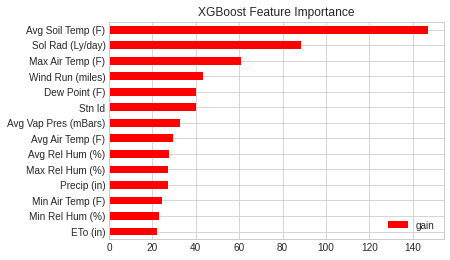 XGBoost Feature Importance
Avg Soil Temp (F)
Sol Rad (Ly/day)
Max Air Temp (F)
Wind Run (miles)
Dew Point (F)
Stn Id
Avg Vap Pres (mBars)
Avg Air Temp (F)
Avg Rel Hum (%)
Max Rel Hum (%)
Precip (in)
Min Air Temp (F)
Min Rel Hum (%)
ETo (in)
gain
0 20 40 60 80 100 120 140